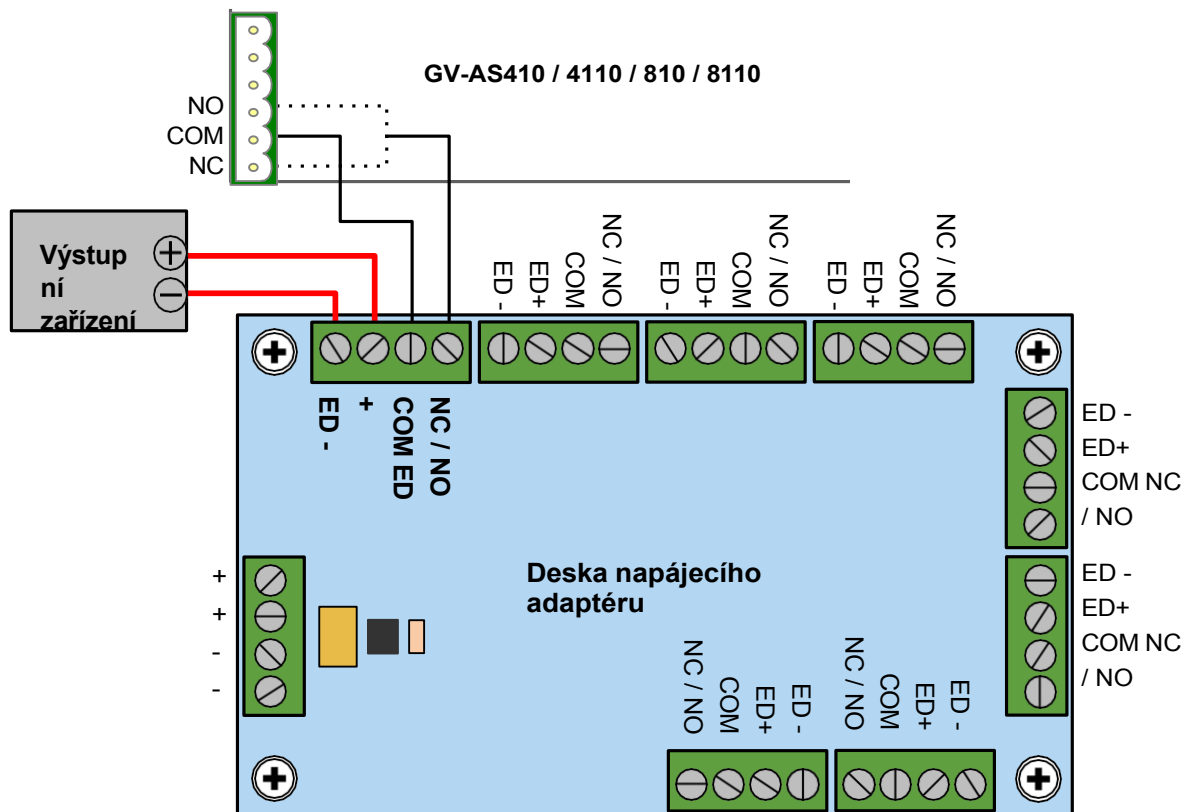 GV-AS410 / 4110 / 810 / 8110
NO
COM
NC
Výstup
ní
zařízení
ED -
ED+
COM
NC / NO
ED -
ED+
COM
NC / NO
ED -
ED+
COM
NC / NO
ED -
+
COM ED
NC / NO
ED -
ED+
COM NC
/ NO
ED -
ED+
COM NC
/ NO
+
+
-
-
Deska napájecího
adaptéru
NC / NO
COM
ED+
ED -
NC / NO
COM
ED+
ED -